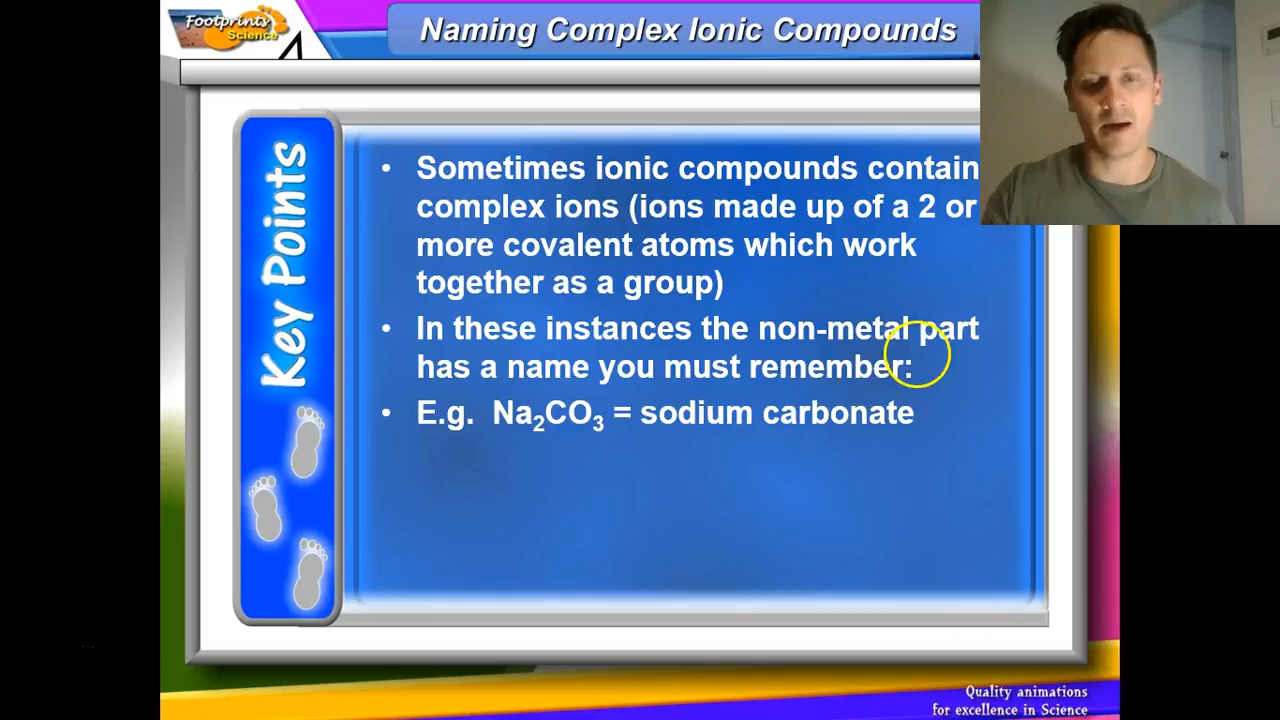 Footprints
Science
Naming Complex Ionic Compounds
Key Points
• Sometimes ionic compounds contain
complex ions (ions made up of a 2 or
more covalent atoms which work
together as a group)
• In these instances the non-metal part
has a name you must remember:
• E.g. Na₂CO₃ = sodium carbonate
Quality animations
for excellence in Science